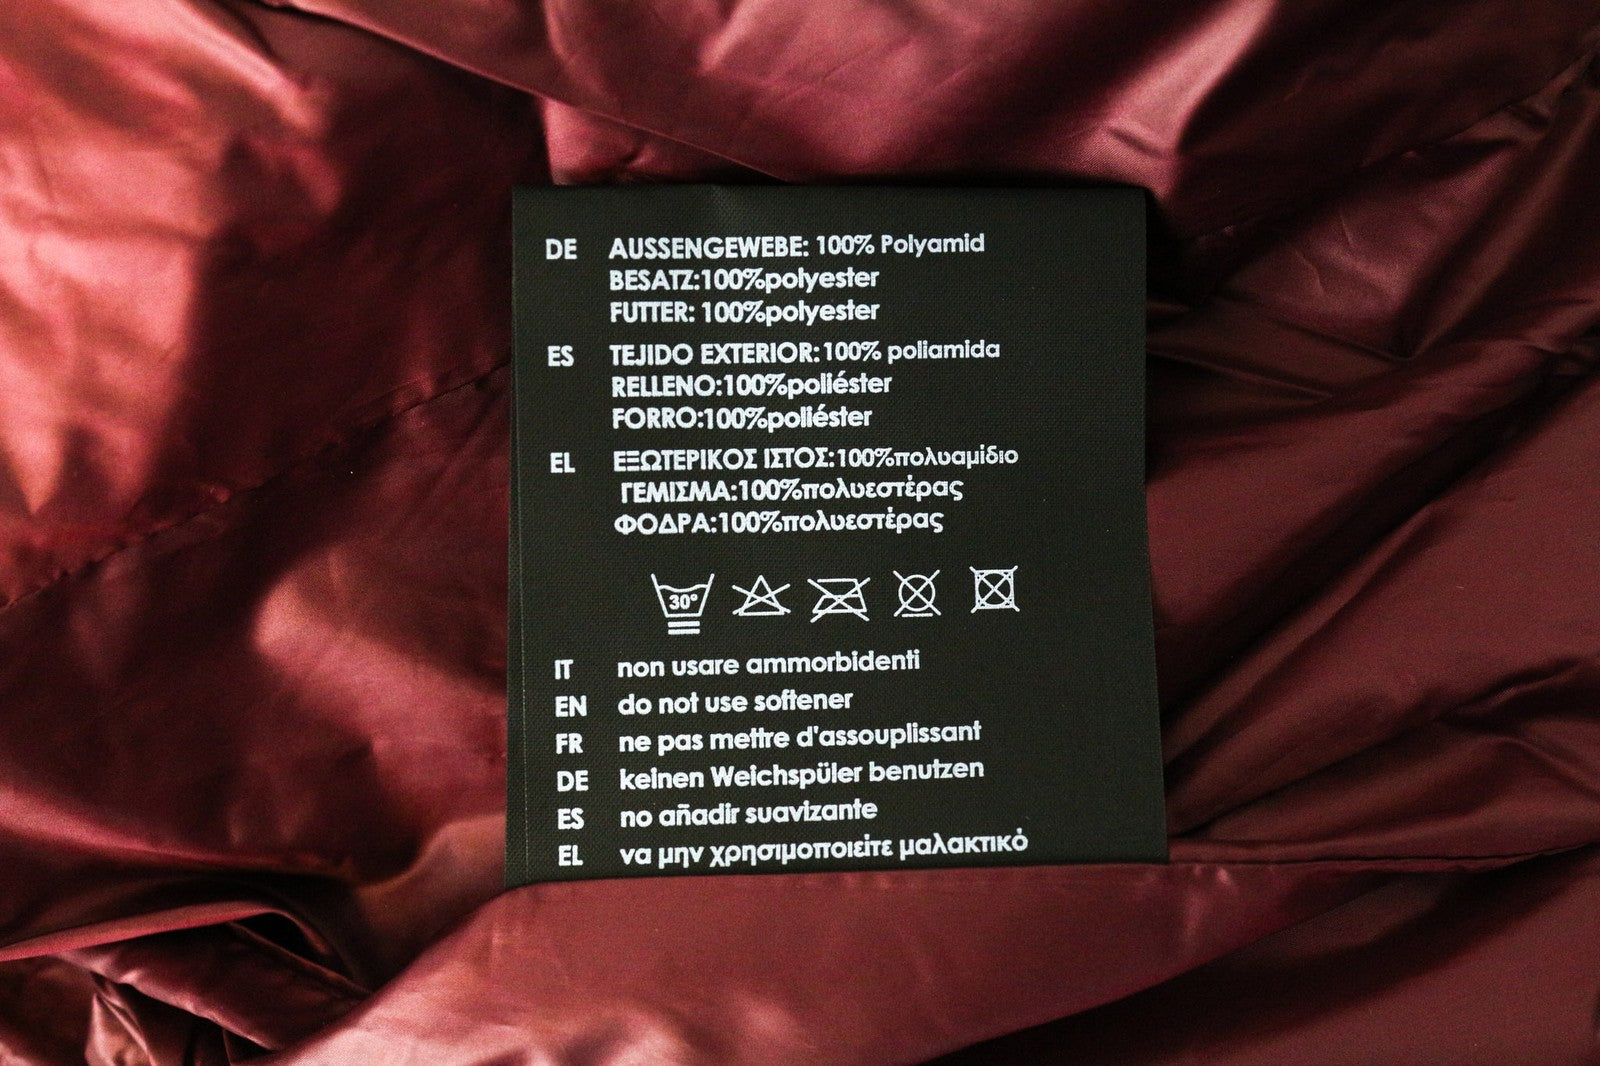 DE AUSSENGEWEBE: 100% Polyamid
BESATZ:100%polyester
FUTTER: 100%polyester
ES TEJIDO EXTERIOR:100% poliamida
RELLENO:100%poliéster
FORRO:100%poliéster
EL ΕΞΩΤΕΡΙΚΟΣ ΙΣΤΟΣ:100%πολυαμίδιο
ΓΕΜΙΣΜΑ:100%πολυεστέρας
ΦΟΔΡΑ:100%πολυεστέρας
30°
IT non usare ammorbidenti
EN do not use softener
FR ne pas mettre d'assouplissant
DE keinen Weichspüler benutzen
ES no añadir suavizante
EL να μην χρησιμοποιείτε μαλακτικό